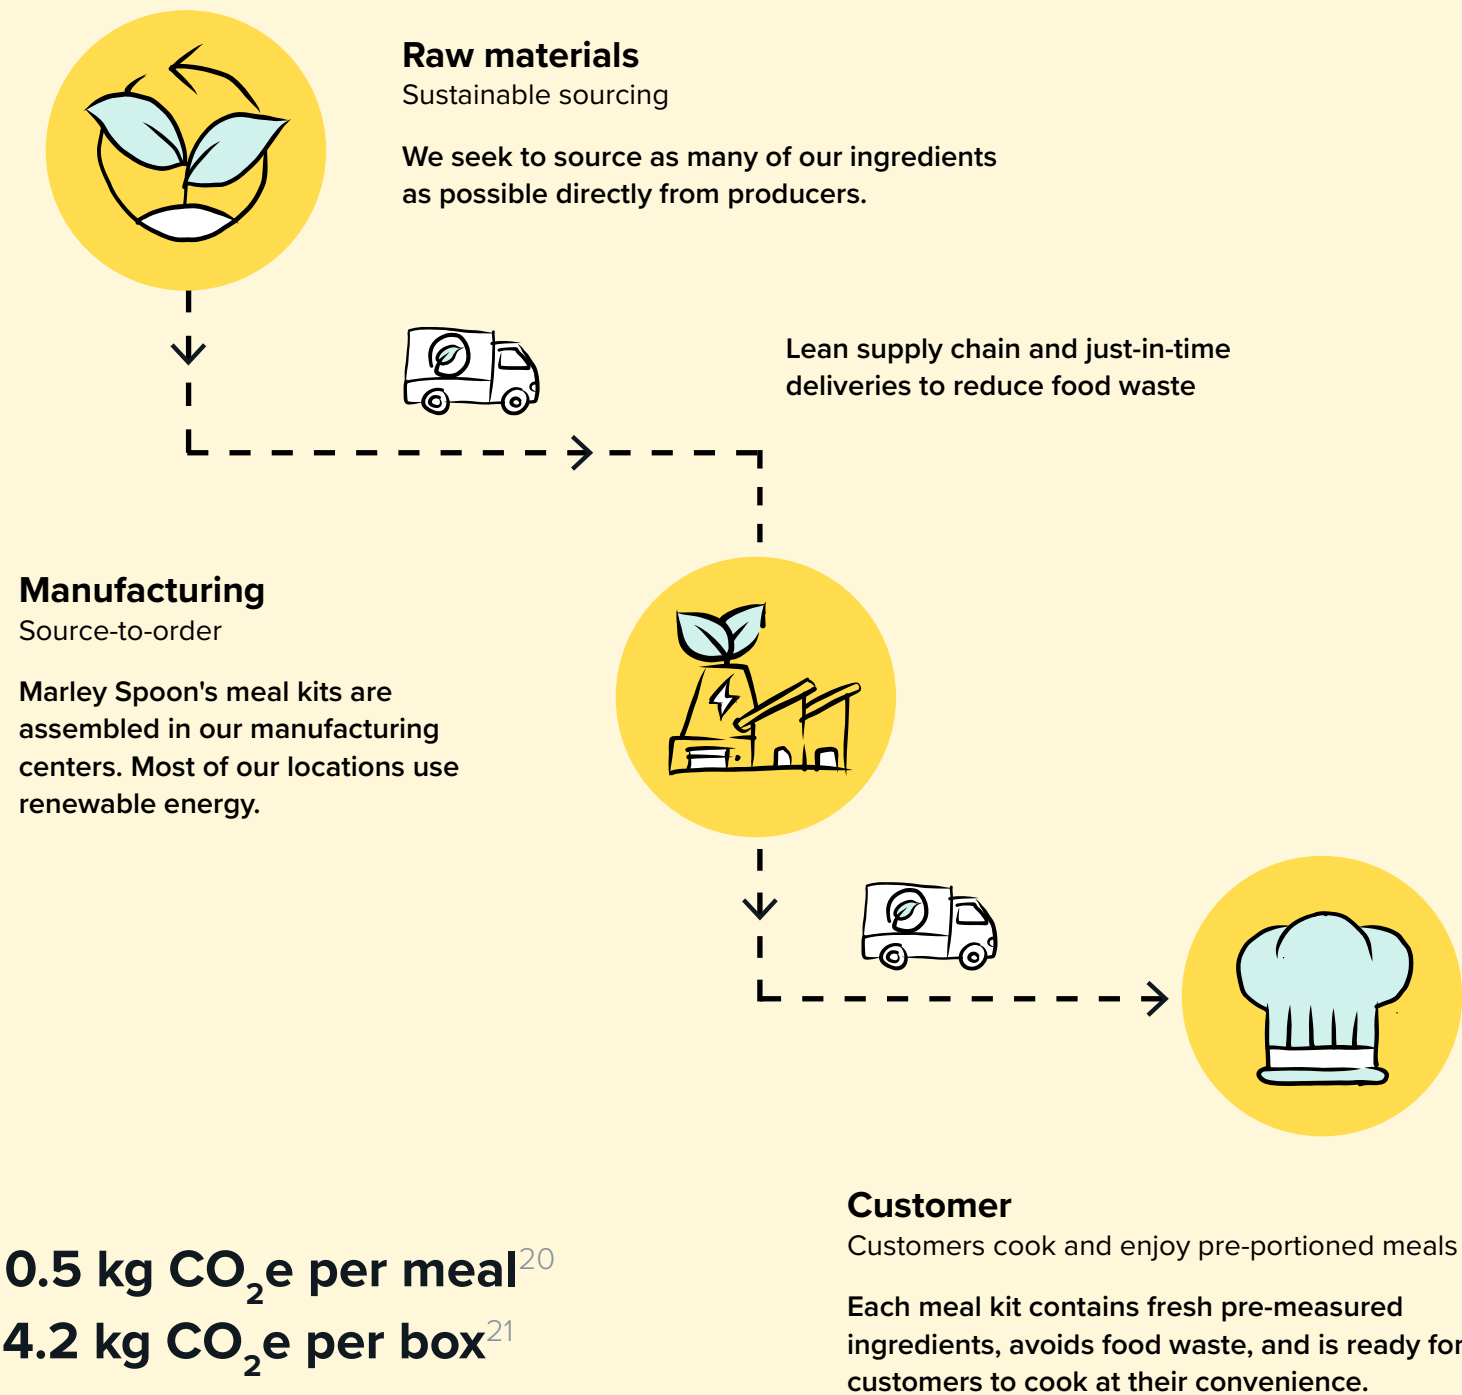 Raw materials
Sustainable sourcing
We seek to source as many of our ingredients
as possible directly from producers.
Lean supply chain and just-in-time
deliveries to reduce food waste
Manufacturing
Source-to-order
Marley Spoon's meal kits are
assembled in our manufacturing
centers. Most of our locations use
renewable energy.
0.5 kg CO₂e per meal²⁰
4.2 kg CO₂e per box²¹
Customer
Customers cook and enjoy pre-portioned meals
Each meal kit contains fresh pre-measured
ingredients, avoids food waste, and is ready for
customers to cook at their convenience.